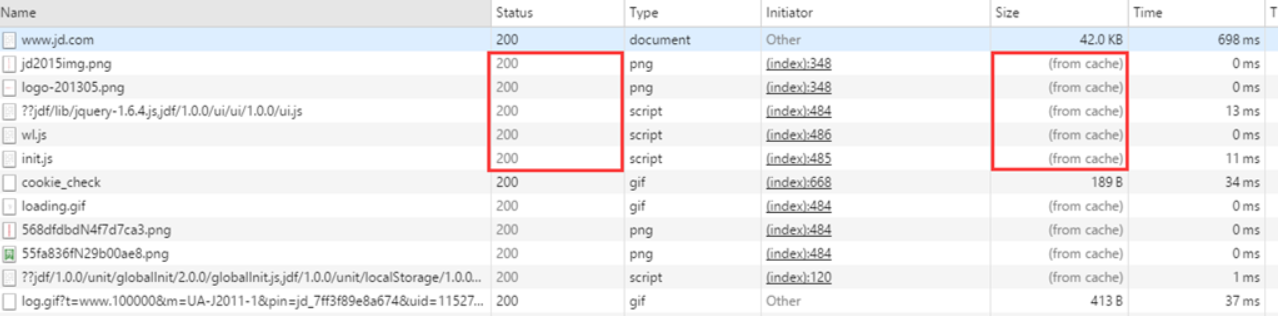 Name Status Type Initiator Size Time T
www.jd.com 200 document Other 42.0 KB 698 ms
jd2015img.png 200 png (index):348 (from cache) 0 ms
logo-201305.png 200 png (index):348 (from cache) 0 ms
??jdf/lib/jquery-1.6.4.js,jdf/1.0.0/ui/ui/1.0.0/ui.js 200 script (index):484 (from cache) 13 ms
wl.js 200 script (index):486 (from cache) 0 ms
init.js 200 script (index):485 (from cache) 11 ms
cookie_check 200 gif (index):668 189 B 34 ms
loading.gif 200 gif (index):484 (from cache) 0 ms
568dfdbdN4f7d7ca3.png 200 png (index):484 (from cache) 0 ms
55fa836fN29b00ae8.png 200 png (index):484 (from cache) 0 ms
??jdf/1.0.0/unit/globalInit/2.0.0/globalInit.js,jdf/1.0.0/unit/localStorage/1.0.0... 200 script (index):120 (from cache) 1 ms
log.gif?t=www.100000&m=UA-J2011-1&pin=jd_7ff3f89e8a674&uid=11527... 200 gif Other 413 B 37 ms